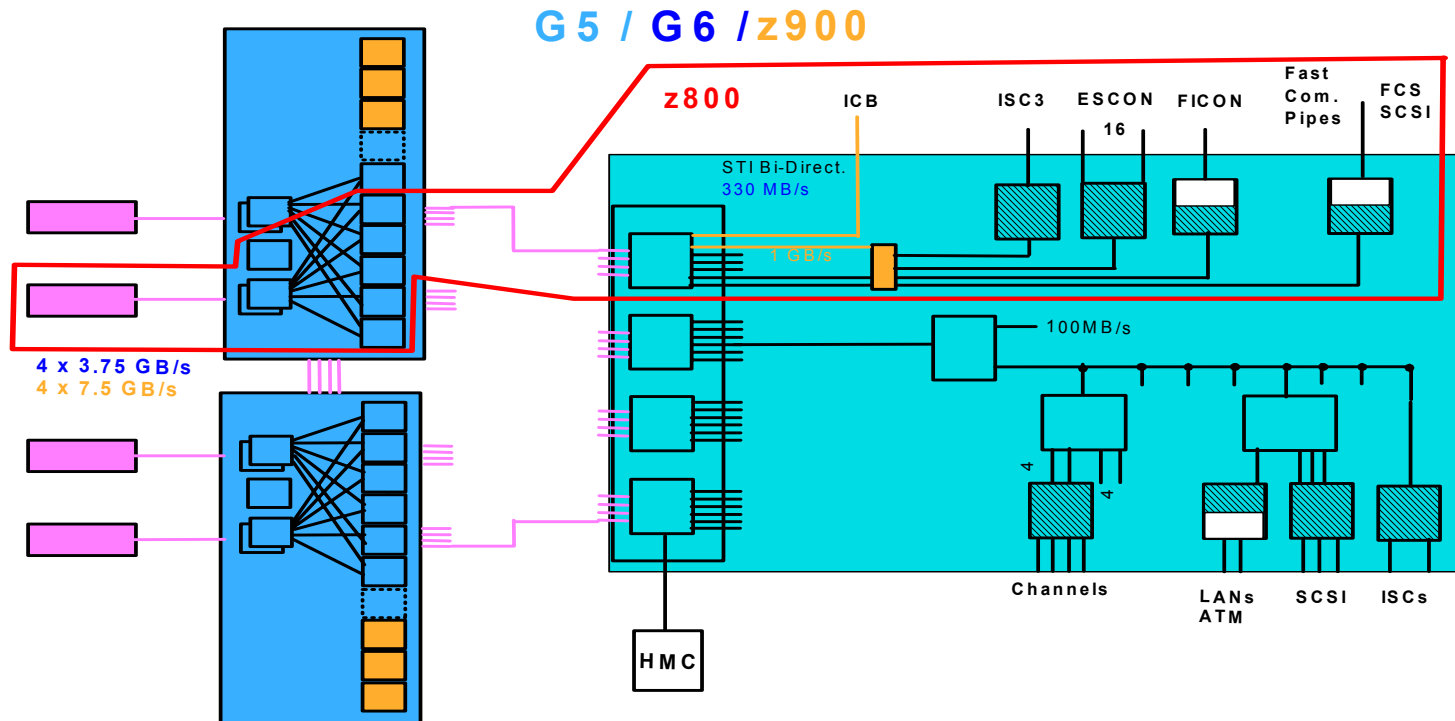 G5 / G6 / z900
z800
ICB
ISC3
ESCON
16
FICON
Fast
Com.
Pipes
FCS
SCSI
STI Bi-Direct.
330 MB/s
1 GB/s
100MB/s
4 x 3.75 GB/s
4 x 7.5 GB/s
4
4
Channels
LANs
ATM
SCSI
ISCs
HMC